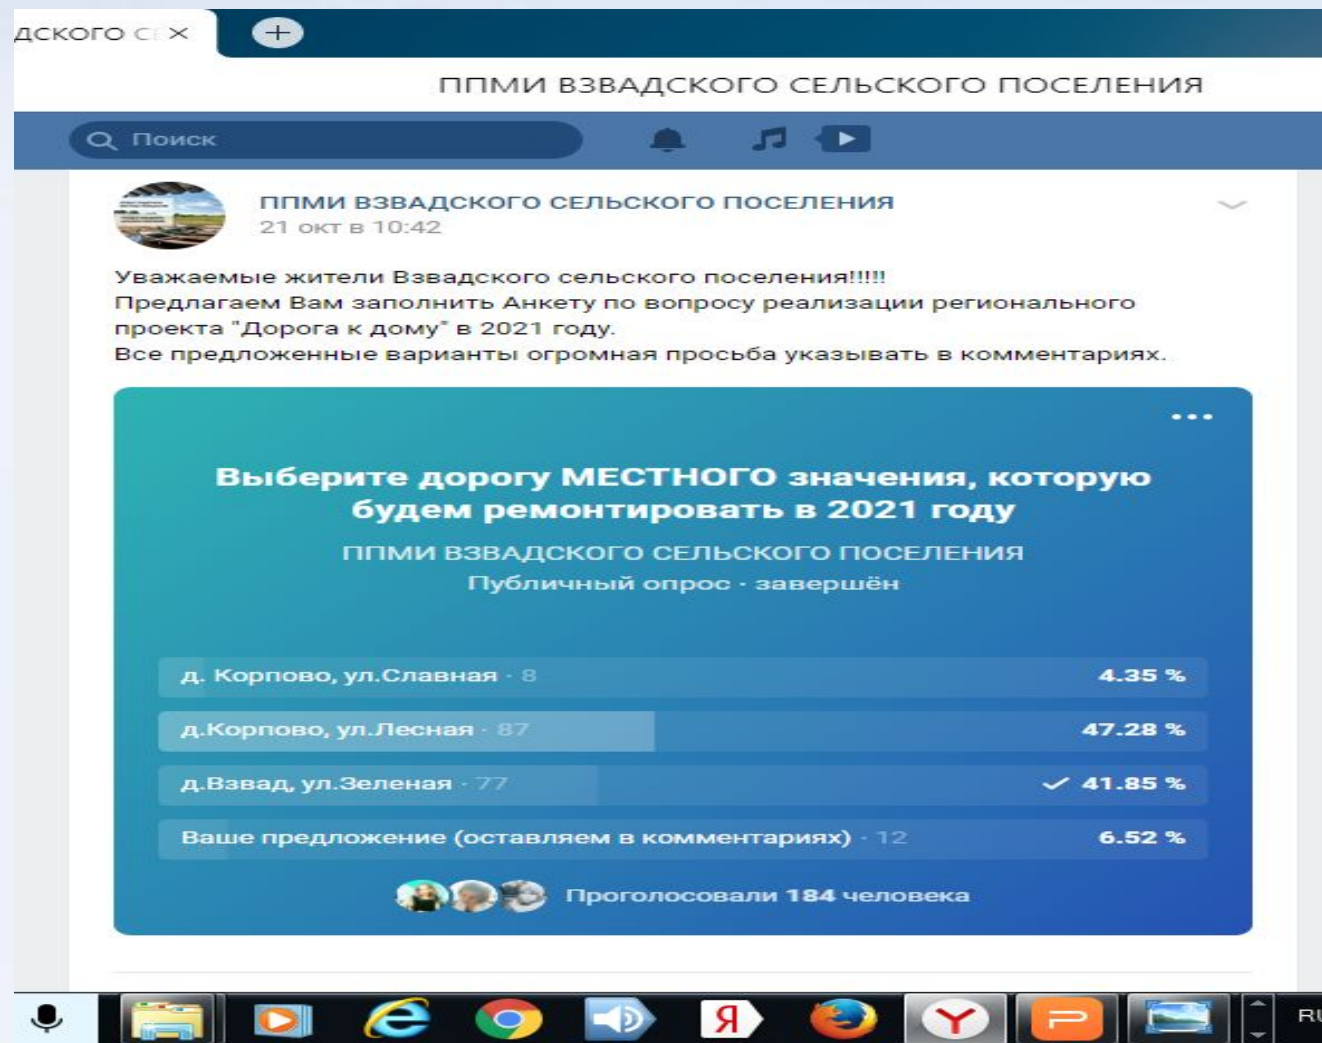 ДСКОГО СЕ
ППМИ ВЗВАДСКОГО СЕЛЬСКОГО ПОСЕЛЕНИЯ
Поиск
ППМИ ВЗВАДСКОГО СЕЛЬСКОГО ПОСЕЛЕНИЯ
21 окт в 10:42
Уважаемые жители Взвадского сельского поселения!!!!!
Предлагаем Вам заполнить Анкету по вопросу реализации регионального
проекта "Дорога к дому" в 2021 году.
Все предложенные варианты огромная просьба указывать в комментариях.
Выберите дорогу МЕСТНОГО значения, которую
будем ремонтировать в 2021 году
ППМИ ВЗВАДСКОГО СЕЛЬСКОГО ПОСЕЛЕНИЯ
Публичный опрос · завершён
д. Корпово, ул.Славная · 8 4.35 %
д.Корпово, ул.Лесная · 87 47.28 %
д.Взвад, ул.Зеленая · 77 41.85 %
Ваше предложение (оставляем в комментариях) · 12 6.52 %
Проголосовали 184 человека
RU